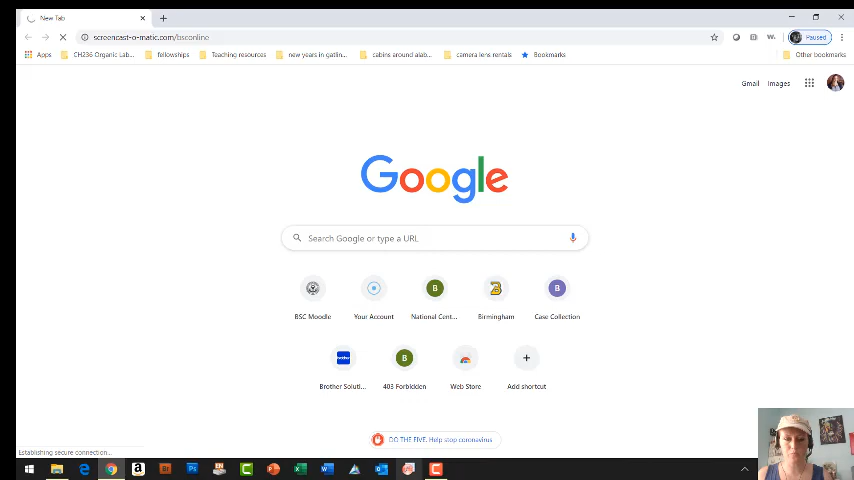 New Tab
screencast-o-matic.com/bsconline
Paused
Apps CH236 Organic Lab... fellowships Teaching resources new years in gatlin... cabins around alab... camera lens rentals Bookmarks Other bookmarks
Gmail Images
Google
Search Google or type a URL
B B
BSC Moodle Your Account National Cent... Birmingham Case Collection
brother B
Brother Soluti... 403 Forbidden Web Store Add shortcut
DO THE FIVE. Help stop coronavirus
Establishing secure connection...